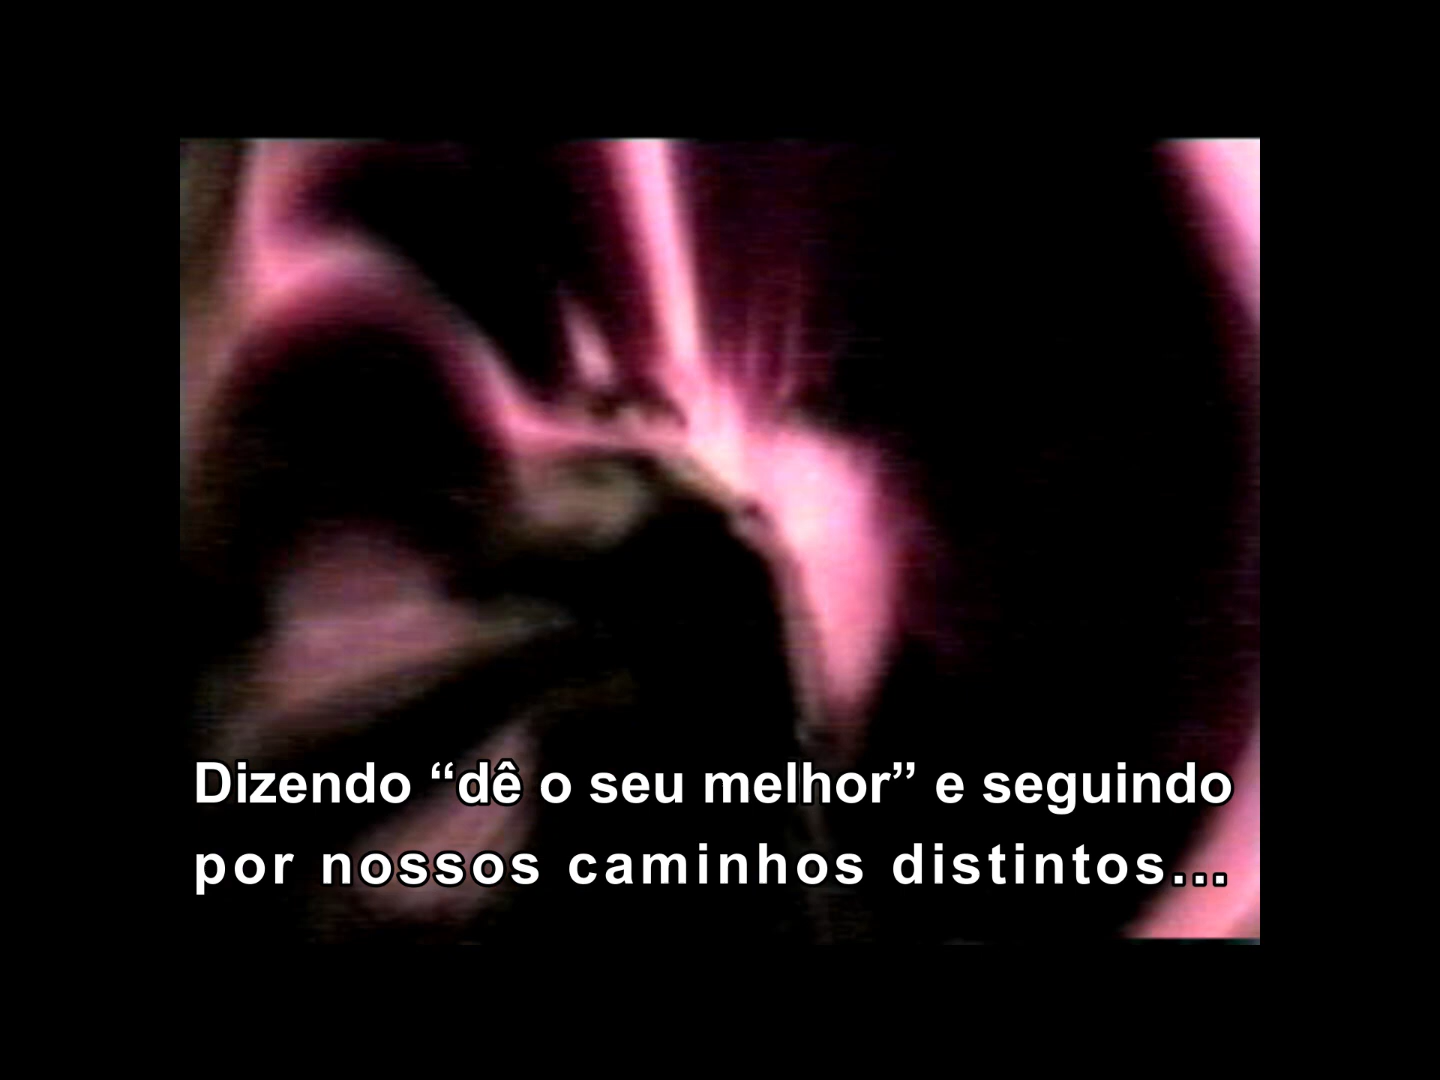 Dizendo “dê o seu melhor” e seguindo
por nossos caminhos distintos...